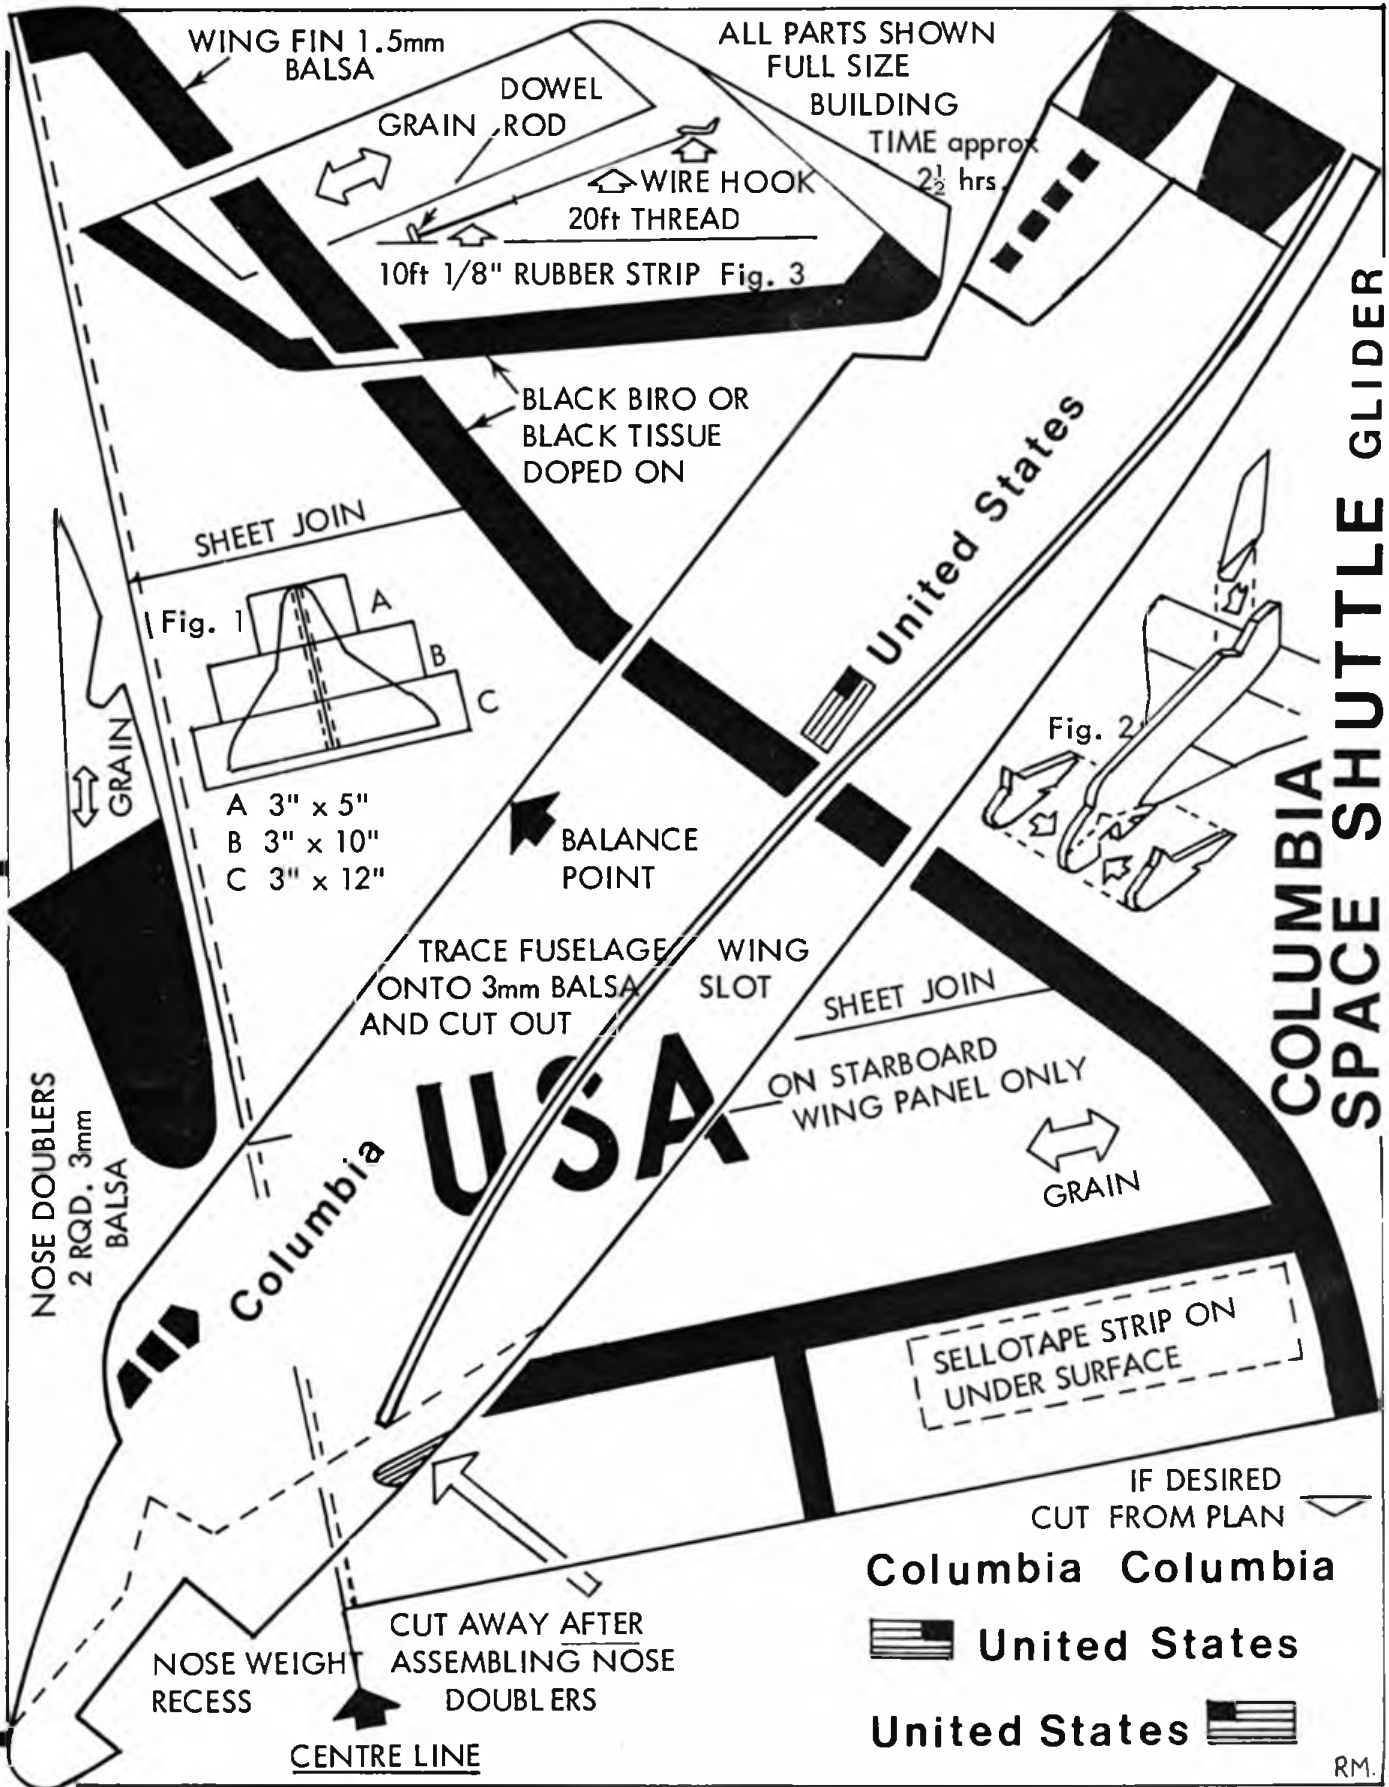 WING FIN 1.5mm
BALSA
ALL PARTS SHOWN
FULL SIZE
BUILDING
TIME approx
2½ hrs.
DOWEL
ROD
GRAIN
WIRE HOOK
20ft THREAD
10ft 1/8" RUBBER STRIP Fig. 3
BLACK BIRO OR
BLACK TISSUE
DOPED ON
SHEET JOIN
Fig. 1
A
B
C
A 3" x 5"
B 3" x 10"
C 3" x 12"
GRAIN
United States
Fig. 2
COLUMBIA
SPACE SHUTTLE GLIDER
BALANCE
POINT
TRACE FUSELAGE
ONTO 3mm BALSA
AND CUT OUT
WING
SLOT
SHEET JOIN
ON STARBOARD
WING PANEL ONLY
USA
GRAIN
NOSE DOUBLERS
2 RQD. 3mm
BALSA
Columbia
SELLOTAPE STRIP ON
UNDER SURFACE
IF DESIRED
CUT FROM PLAN
Columbia Columbia
United States
United States
CUT AWAY AFTER
ASSEMBLING NOSE
DOUBLERS
NOSE WEIGHT
RECESS
CENTRE LINE
RM.